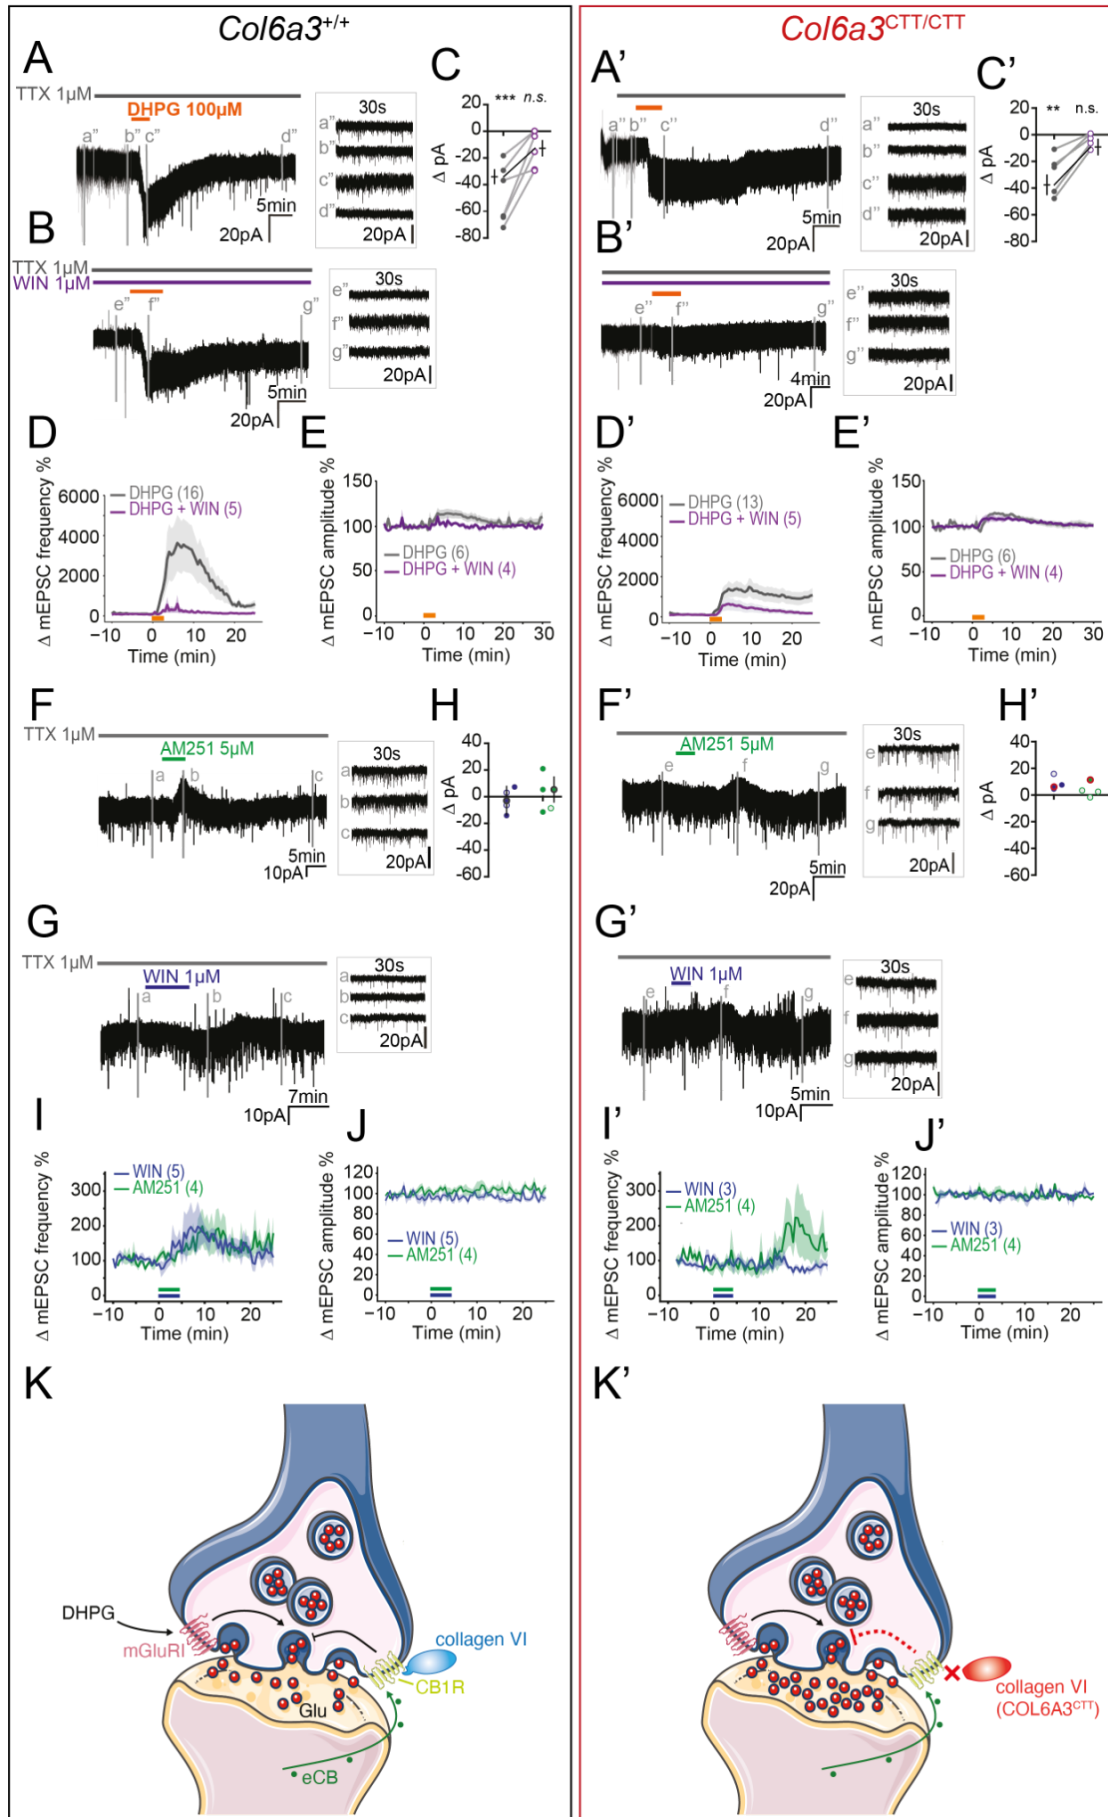 Col6a3+/+
A
C
TTX 1µM
DHPG 100µM
a" b" c" d"
5min
20pA
30s
a"
b"
c"
d"
20pA
*** n.s.
Δ pA
20
0
-20
-40
-60
-80
B
TTX 1µM
WIN 1µM
e" f" g"
5min
20pA
30s
e"
f"
g"
20pA
D
Δ mEPSC frequency %
6000
4000
2000
0
DHPG (16)
DHPG + WIN (5)
−10 0 10 20
Time (min)
E
Δ mEPSC amplitude %
150
100
50
0
DHPG (6)
DHPG + WIN (4)
−10 0 10 20 30
Time (min)
F
H
TTX 1µM
AM251 5µM
a b c
5min
10pA
30s
a
b
c
20pA
Δ pA
40
20
0
-20
-40
-60
G
TTX 1µM
WIN 1µM
a b c
7min
10pA
30s
a
b
c
20pA
I
Δ mEPSC frequency %
300
200
100
0
WIN (5)
AM251 (4)
−10 0 10 20
Time (min)
J
Δ mEPSC amplitude %
120
100
80
60
40
20
0
WIN (5)
AM251 (4)
−10 0 10 20
Time (min)
K
DHPG
mGluRI
collagen VI
CB1R
Glu
eCB
Col6a3CTT/CTT
A'
C'
a" b" c" d"
5min
20pA
30s
a"
b"
c"
d"
20pA
** n.s.
Δ pA
20
0
-20
-40
-60
-80
B'
e" f" g"
4min
20pA
30s
e"
f"
g"
20pA
D'
Δ mEPSC frequency %
6000
4000
2000
0
DHPG (13)
DHPG + WIN (5)
−10 0 10 20
Time (min)
E'
Δ mEPSC amplitude %
150
100
50
0
DHPG (6)
DHPG + WIN (4)
−10 0 10 20 30
Time (min)
F'
H'
AM251 5µM
e f g
5min
20pA
30s
e
f
g
20pA
Δ pA
40
20
0
-20
-40
-60
G'
WIN 1µM
e f g
5min
10pA
30s
e
f
g
20pA
I'
Δ mEPSC frequency %
300
200
100
0
WIN (3)
AM251 (4)
−10 0 10 20
Time (min)
J'
Δ mEPSC amplitude %
120
100
80
60
40
20
0
WIN (3)
AM251 (4)
−10 0 10 20
Time (min)
K'
collagen VI
(COL6A3CTT)